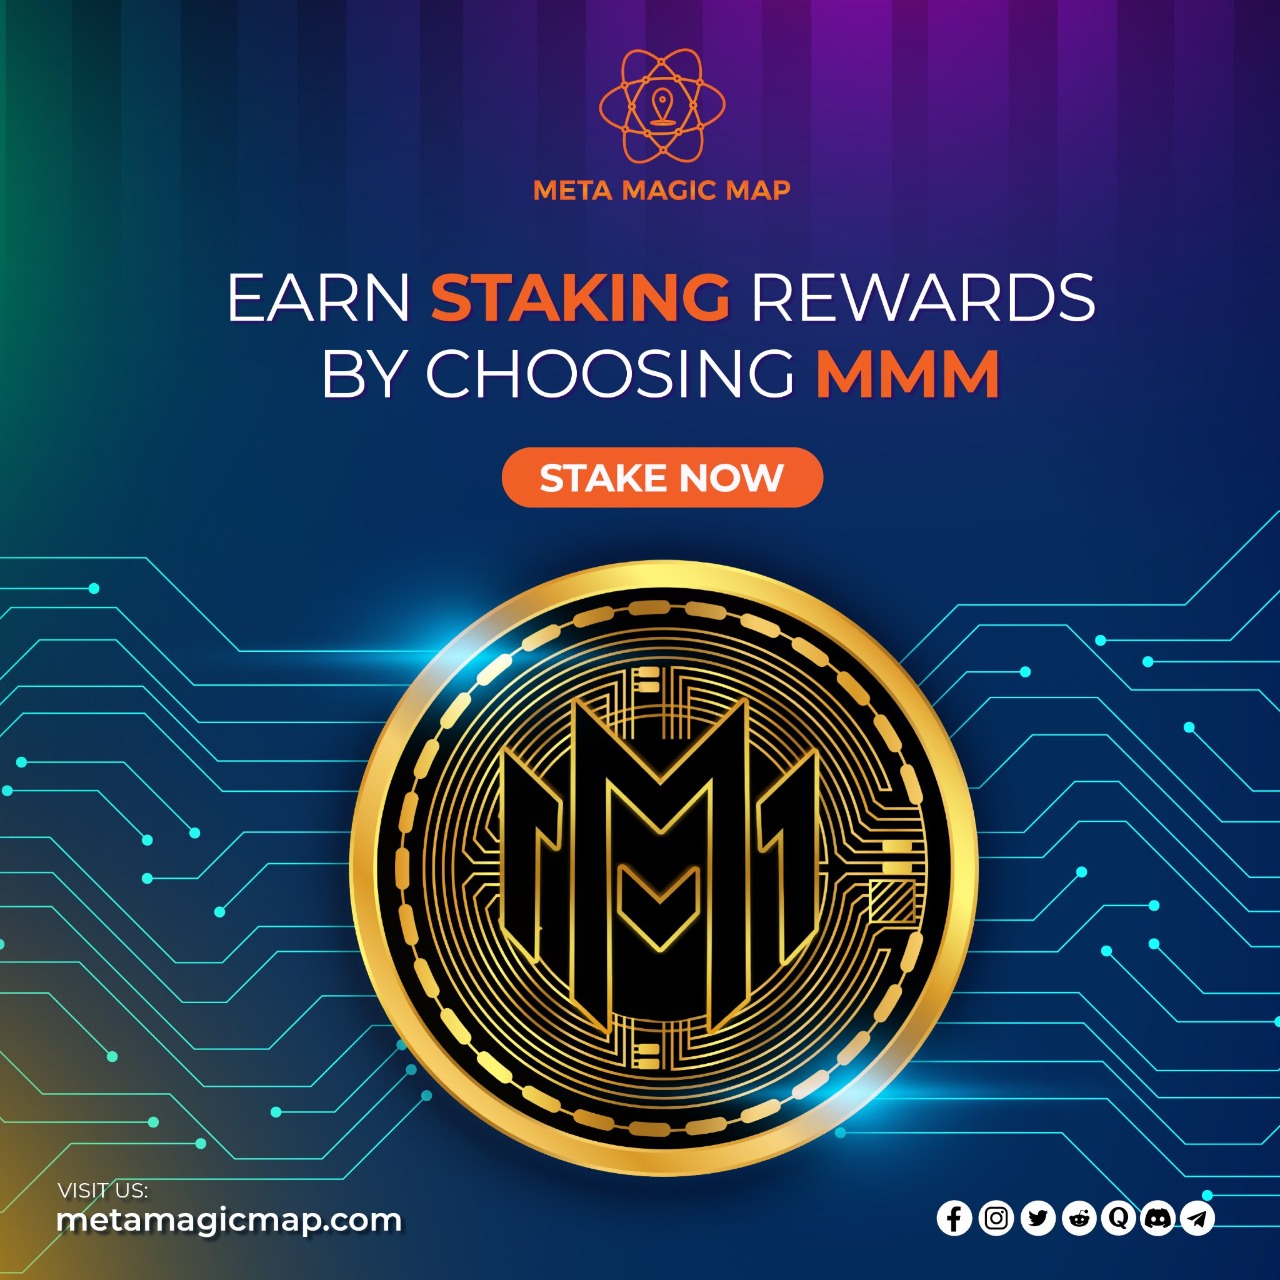 META MAGIC MAP
EARN STAKING REWARDS
BY CHOOSING MMM
STAKE NOW
VISIT US:
metamagicmap.com